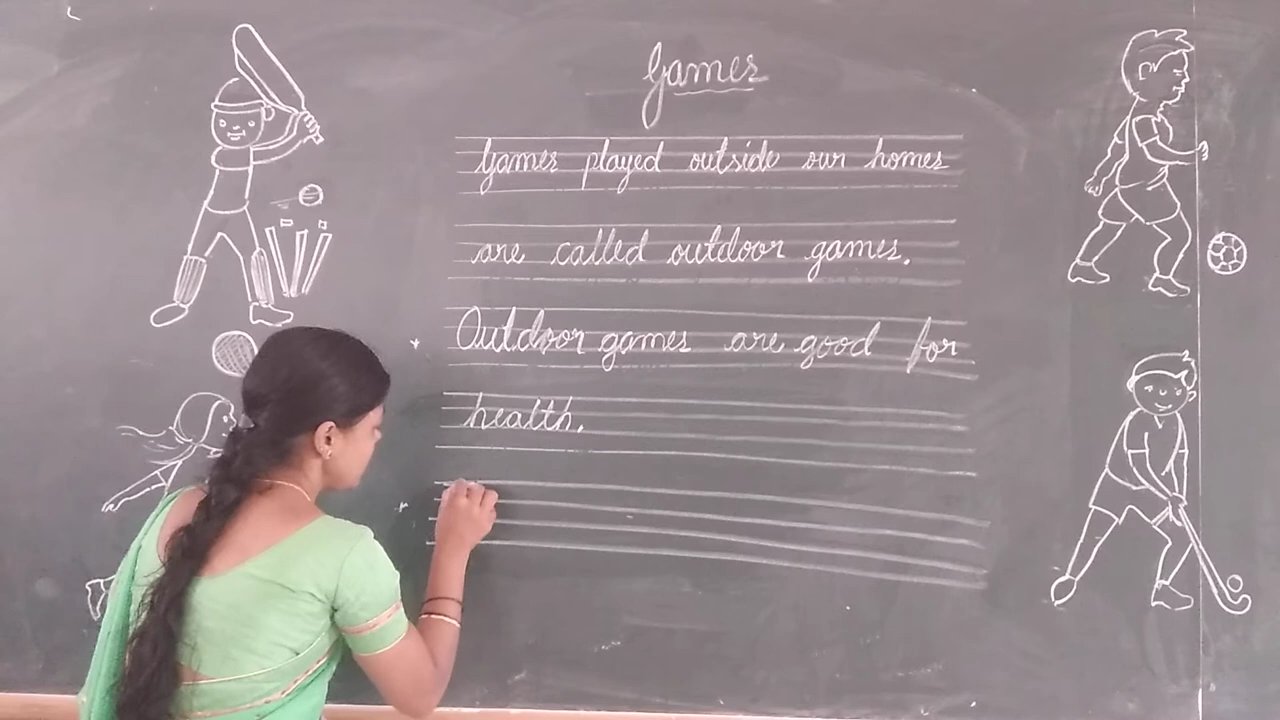 Games
Games played outside our homes
are called outdoor games.
Outdoor games are good for
health.